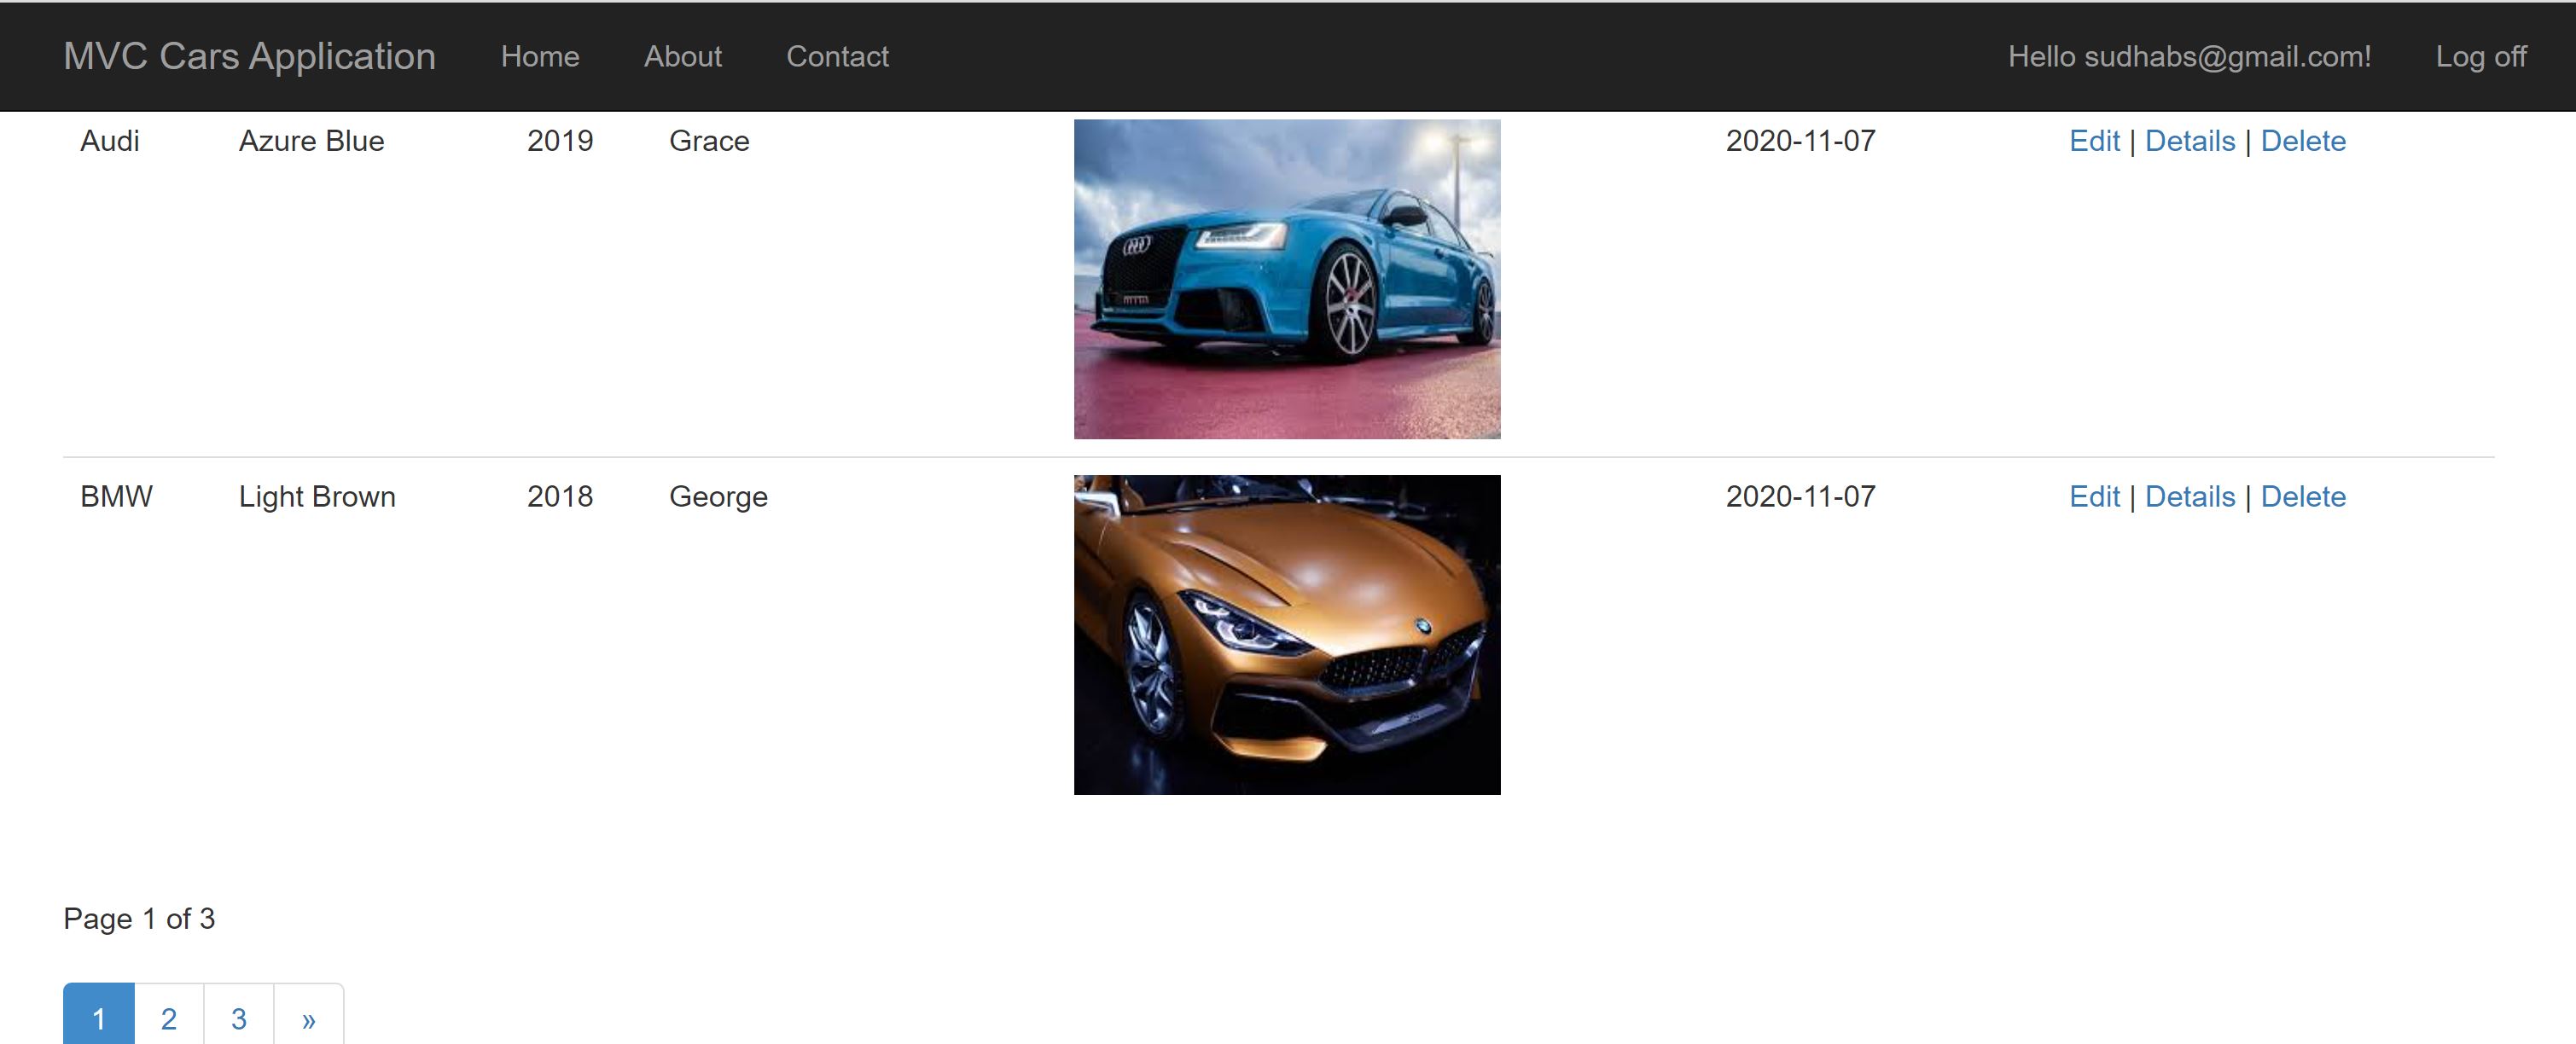 MVC Cars Application Home About Contact Hello sudhabs@gmail.com! Log off
Audi Azure Blue 2019 Grace 2020-11-07 Edit | Details | Delete
mtm
BMW Light Brown 2018 George 2020-11-07 Edit | Details | Delete
Page 1 of 3
1 2 3 »